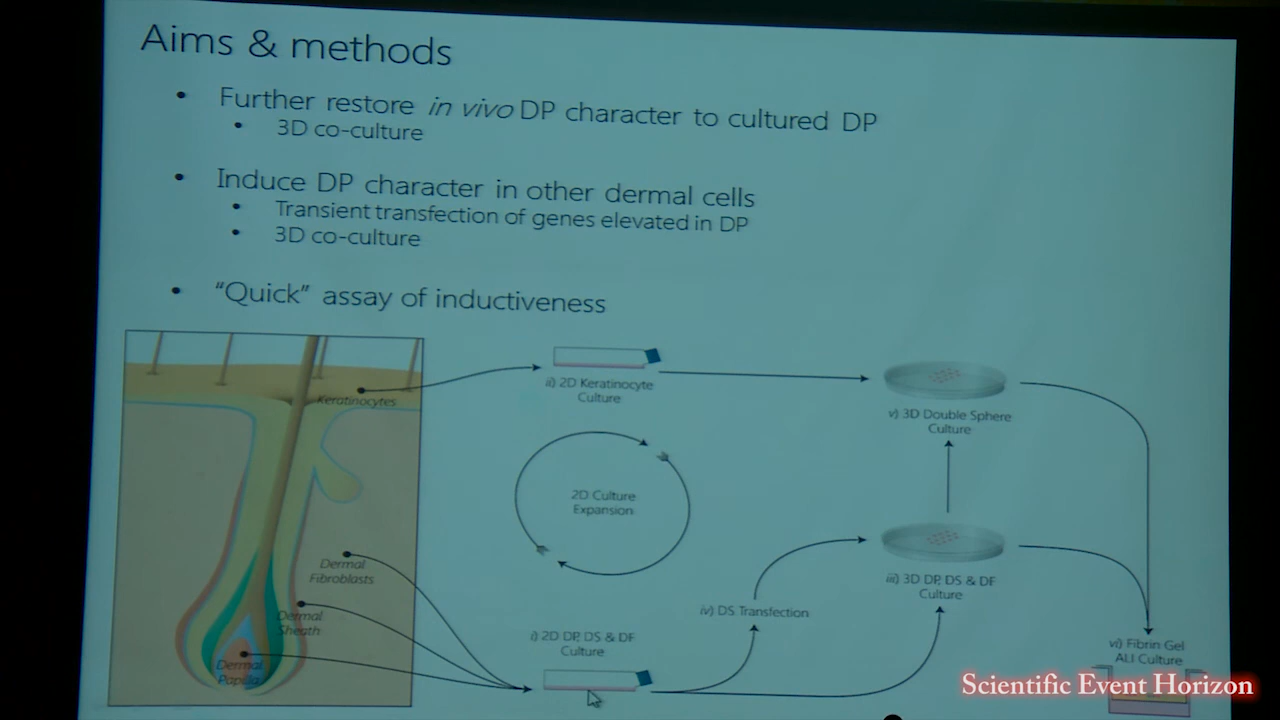 Aims & methods
• Further restore in vivo DP character to cultured DP
• 3D co-culture
• Induce DP character in other dermal cells
• Transient transfection of genes elevated in DP
• 3D co-culture
• “Quick” assay of inductiveness
Keratinocytes
Dermal
Fibroblasts
Dermal
Sheath
Dermal
Papilla
ii) 2D Keratinocyte
Culture
2D Culture
Expansion
i) 2D DP, DS & DF
Culture
iv) DS Transfection
v) 3D Double Sphere
Culture
iii) 3D DP, DS & DF
Culture
vi) Fibrin Gel
ALI Culture
Scientific Event Horizon